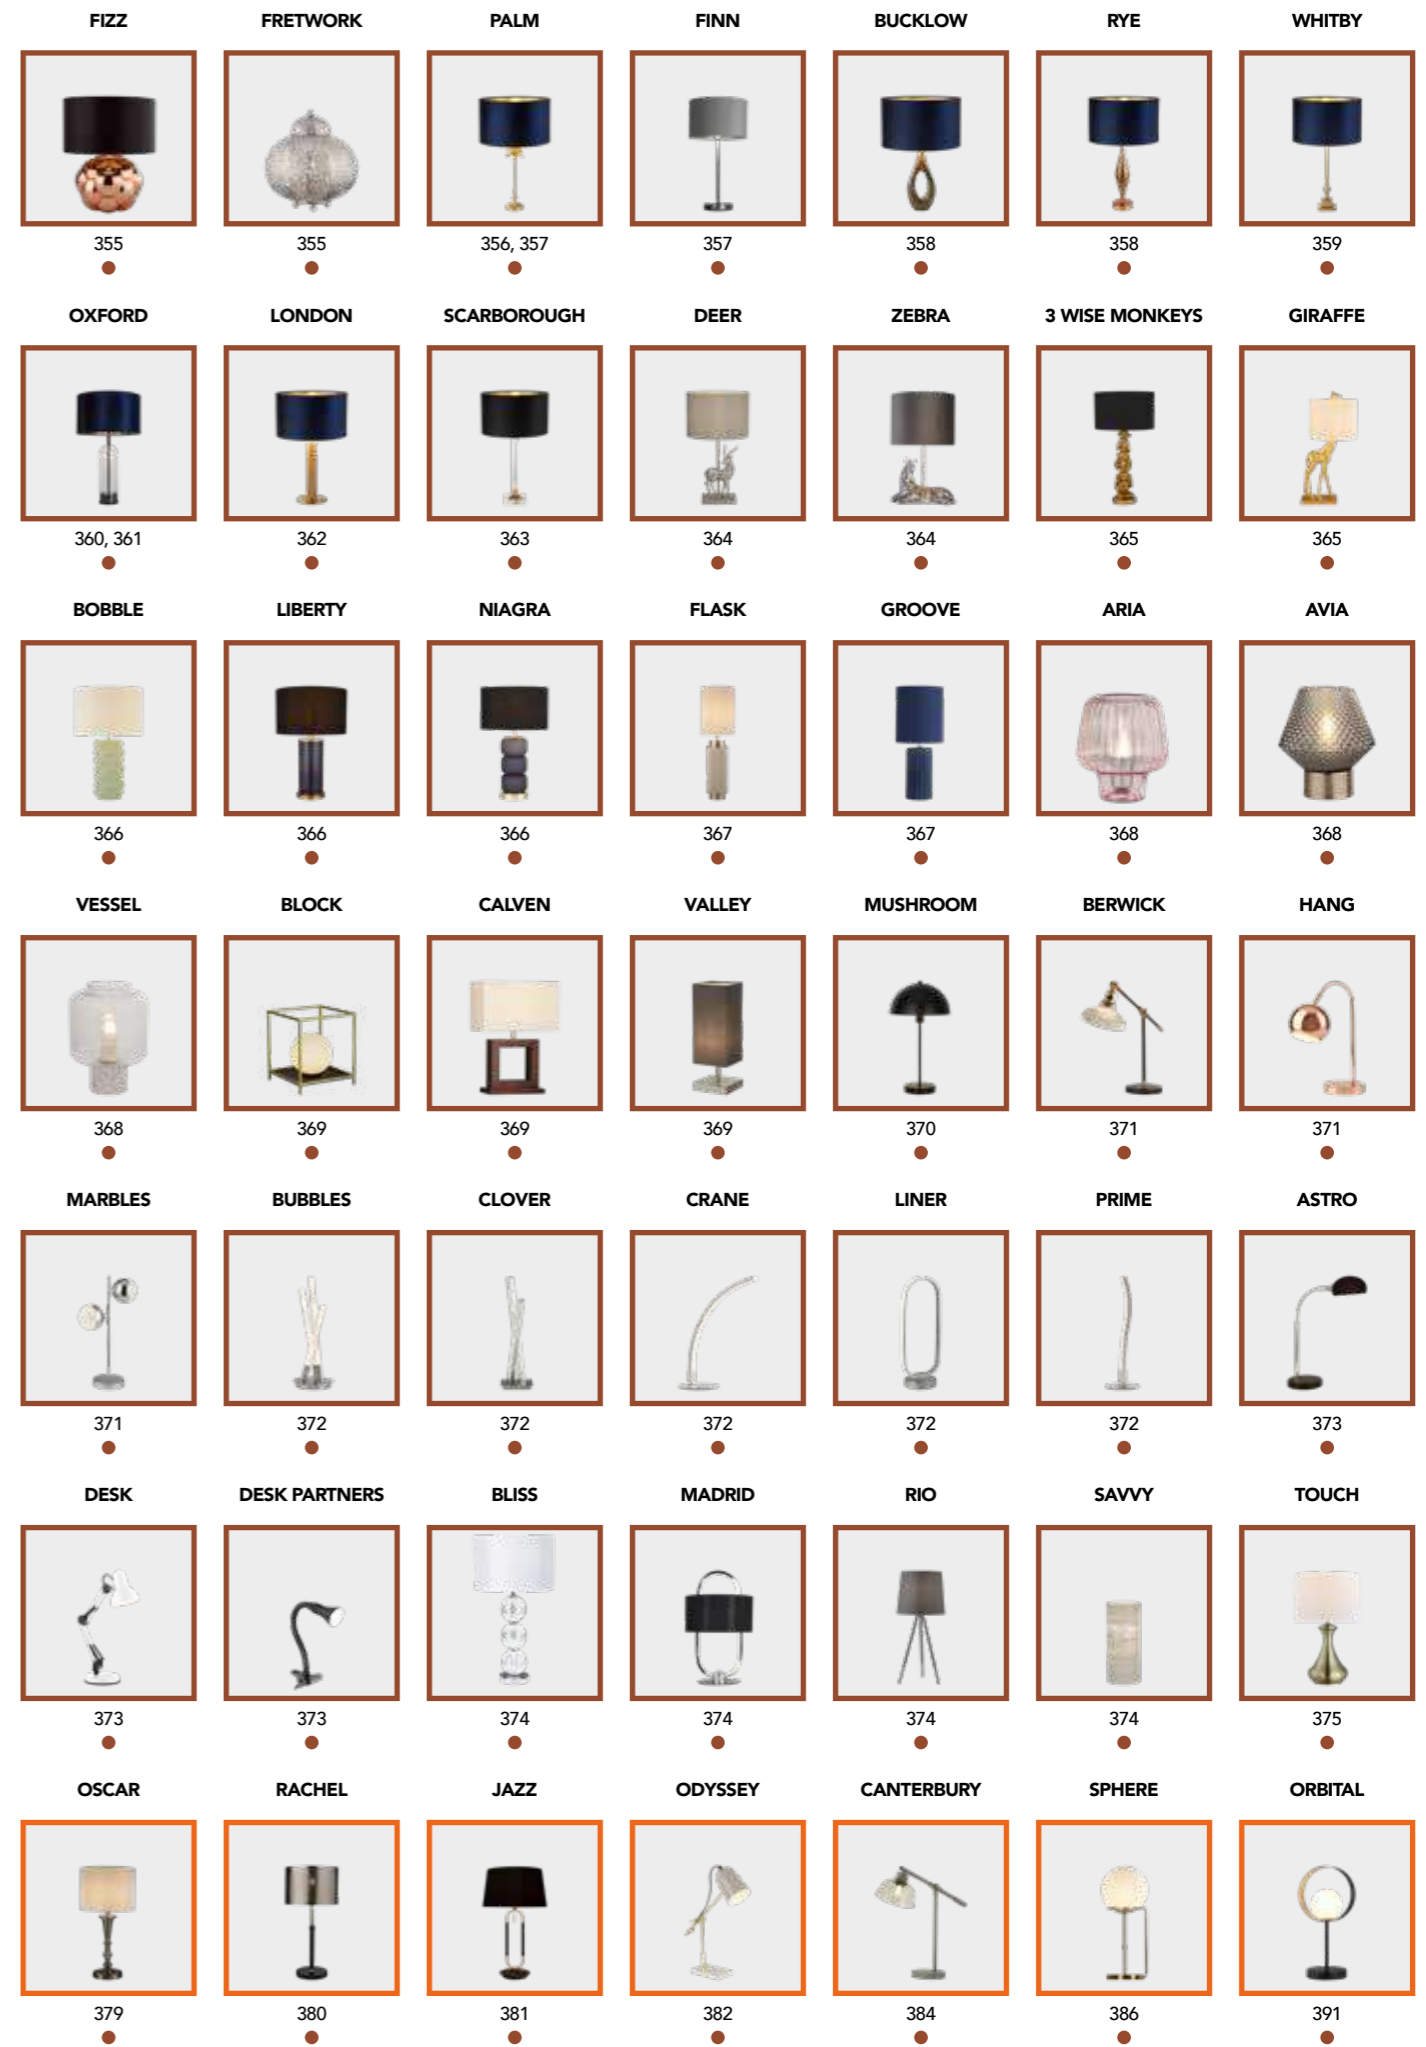 FIZZ FRETWORK PALM FINN BUCKLOW RYE WHITBY
355 355 356, 357 357 358 358 359
OXFORD LONDON SCARBOROUGH DEER ZEBRA 3 WISE MONKEYS GIRAFFE
360, 361 362 363 364 364 365 365
BOBBLE LIBERTY NIAGRA FLASK GROOVE ARIA AVIA
366 366 366 367 367 368 368
VESSEL BLOCK CALVEN VALLEY MUSHROOM BERWICK HANG
368 369 369 369 370 371 371
MARBLES BUBBLES CLOVER CRANE LINER PRIME ASTRO
371 372 372 372 372 372 373
DESK DESK PARTNERS BLISS MADRID RIO SAVVY TOUCH
373 373 374 374 374 374 375
OSCAR RACHEL JAZZ ODYSSEY CANTERBURY SPHERE ORBITAL
379 380 381 382 384 386 391